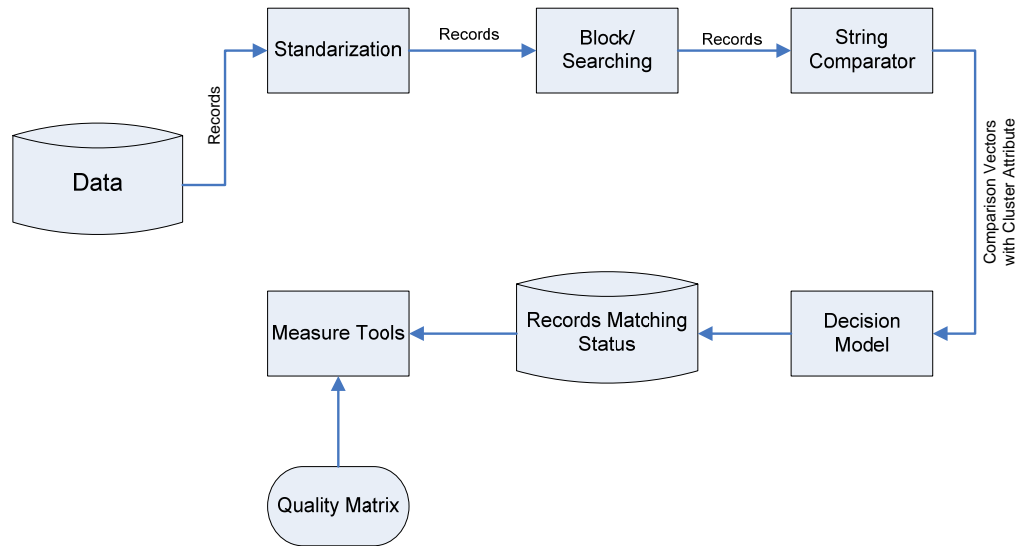 Data
Records
Standarization
Records
Block/
Searching
Records
String
Comparator
Comparison Vectors
with Cluster Attribute
Decision
Model
Records Matching
Status
Measure Tools
Quality Matrix